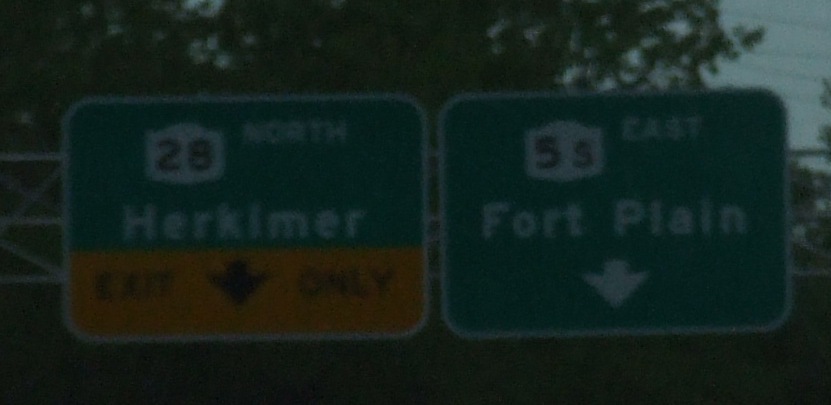 28 NORTH
Herkimer
EXIT ONLY
5S EAST
Fort Plain